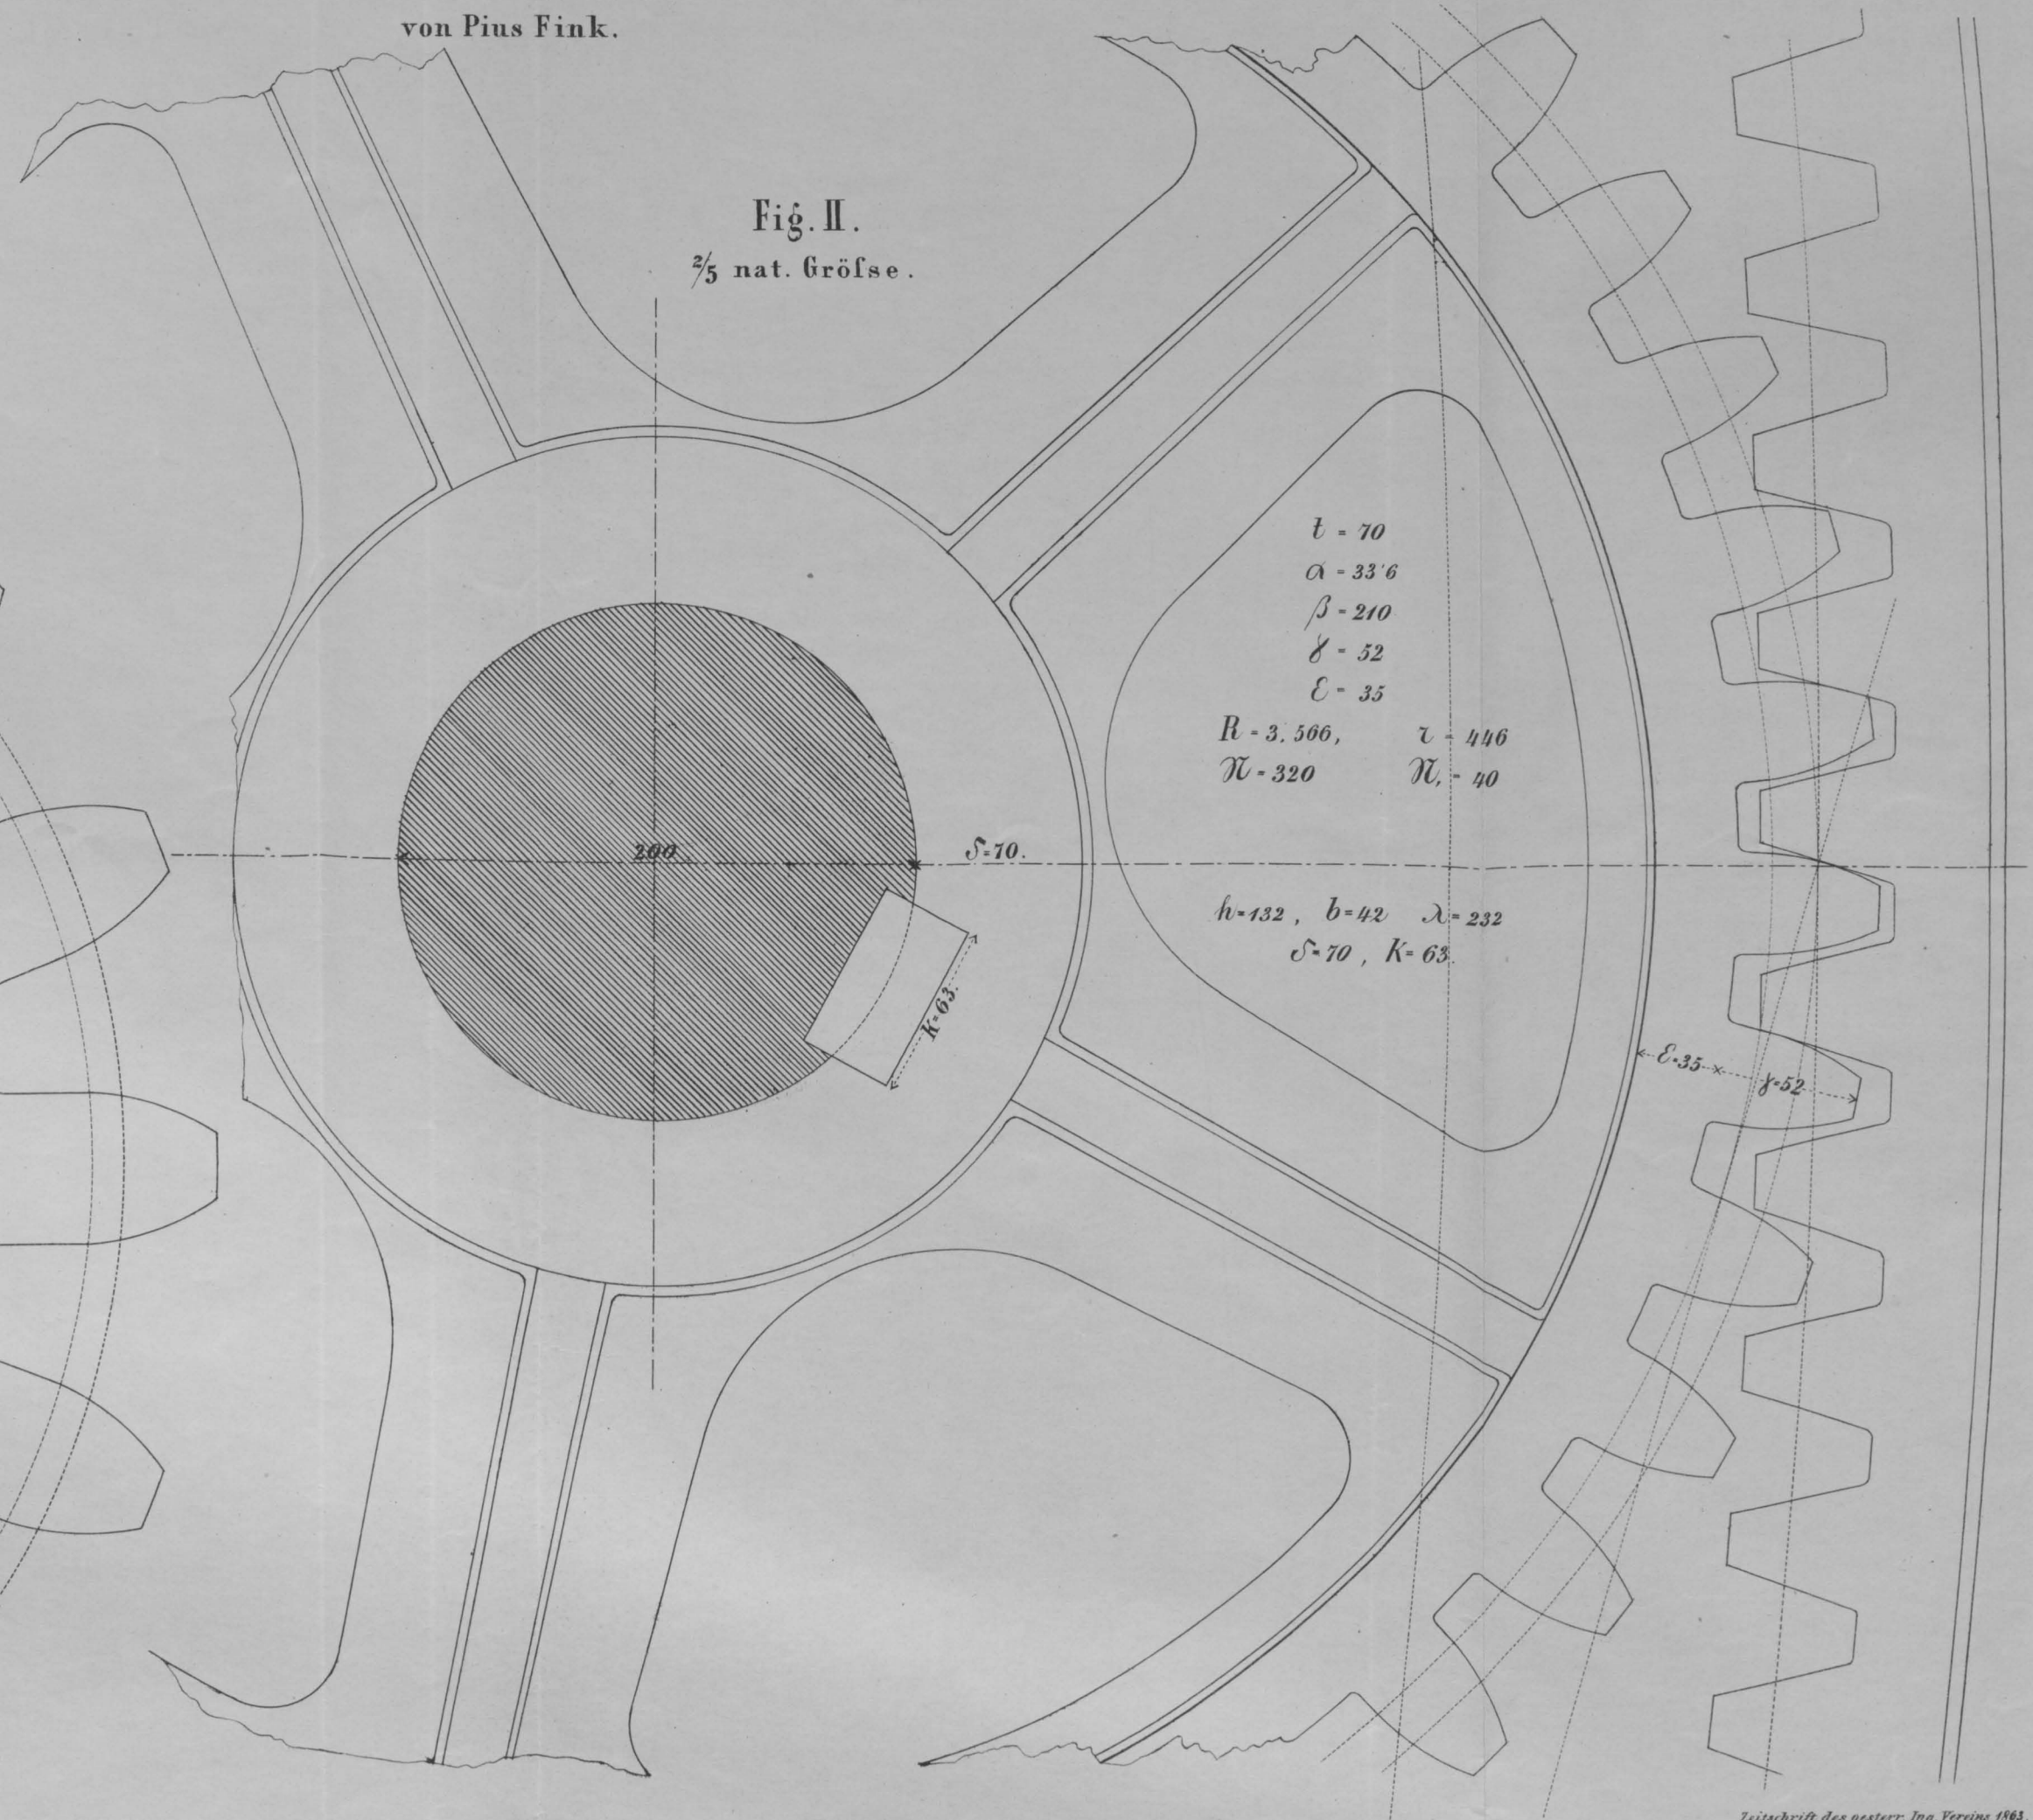 von Pius Fink.
Fig. II.
2/5 nat. Gröſse.
t = 70
α = 33'6
β = 210
γ = 52
ε = 35
R = 3.566, r = 446
N = 320 N, = 40
200
δ=70.
h=132, b=42 λ=232
δ=70, K=63.
K=63.
ε=35
γ=52
Zeitschrift des oesterr. Ing. Vereins 1863.